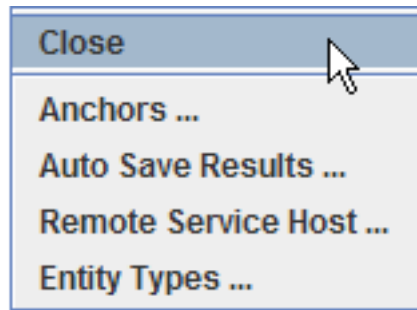 Close
Anchors ...
Auto Save Results ...
Remote Service Host ...
Entity Types ...